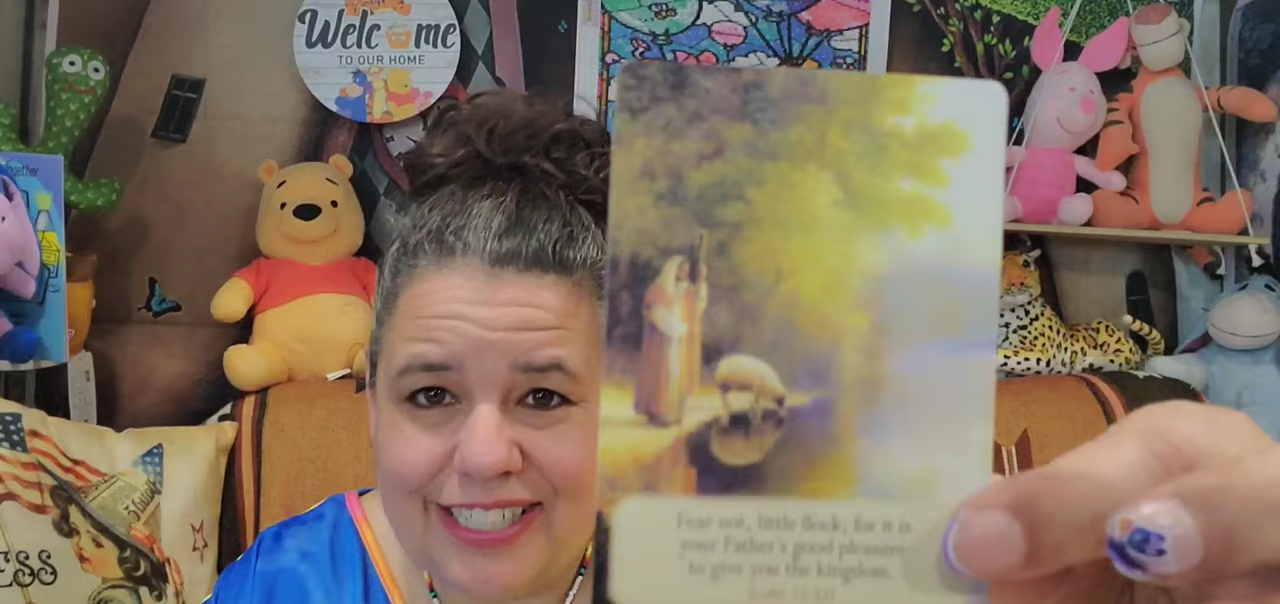 Welcome
TO OUR HOME
together
ESS
Fear not, little flock; for it is
your Father's good pleasure
to give you the kingdom.